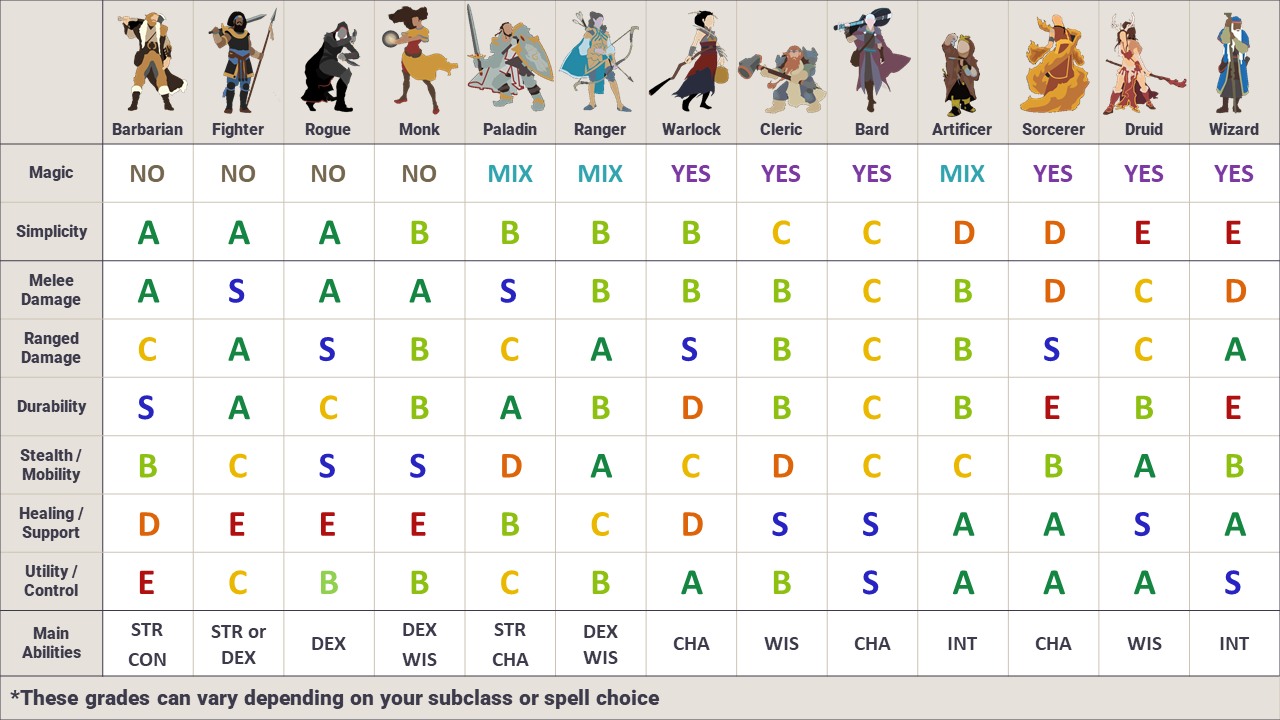 Barbarian Fighter Rogue Monk Paladin Ranger Warlock Cleric Bard Artificer Sorcerer Druid Wizard
Magic NO NO NO NO MIX MIX YES YES YES MIX YES YES YES
Simplicity A A A B B B B C C D D E E
Melee
Damage A S A A S B B B C B D C D
Ranged
Damage C A S B C A S B C B S C A
Durability S A C B A B D B C B E B E
Stealth /
Mobility B C S S D A C D C C B A B
Healing /
Support D E E E B C D S S A A S A
Utility /
Control E C B B C B A B S A A A S
Main
Abilities
STR
CON
STR or
DEX
DEX
DEX
WIS
STR
CHA
DEX
WIS
CHA
WIS
CHA
INT
CHA
WIS
INT
*These grades can vary depending on your subclass or spell choice